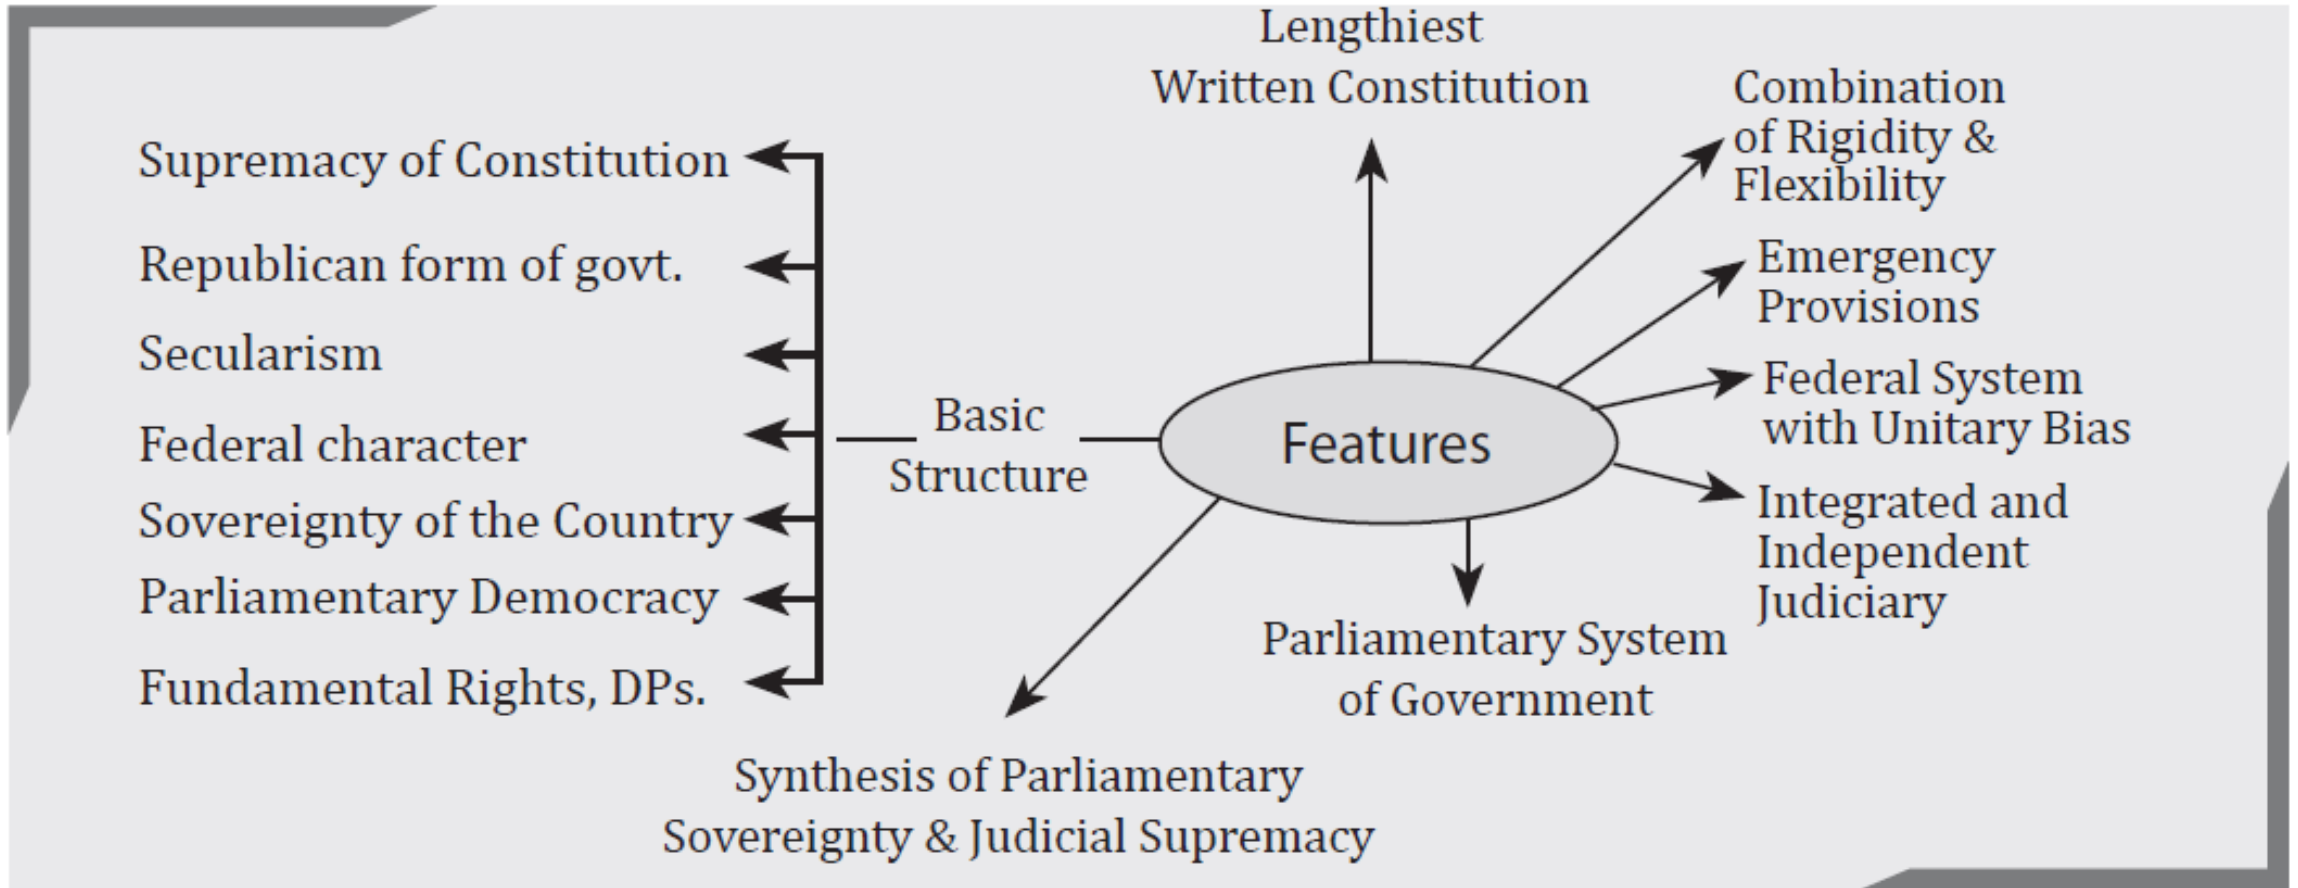 Lengthiest
Written Constitution
Combination
of Rigidity &
Flexibility
Emergency
Provisions
Federal System
with Unitary Bias
Integrated and
Independent
Judiciary
Parliamentary System
of Government
Synthesis of Parliamentary
Sovereignty & Judicial Supremacy
Features
Basic
Structure
Supremacy of Constitution
Republican form of govt.
Secularism
Federal character
Sovereignty of the Country
Parliamentary Democracy
Fundamental Rights, DPs.